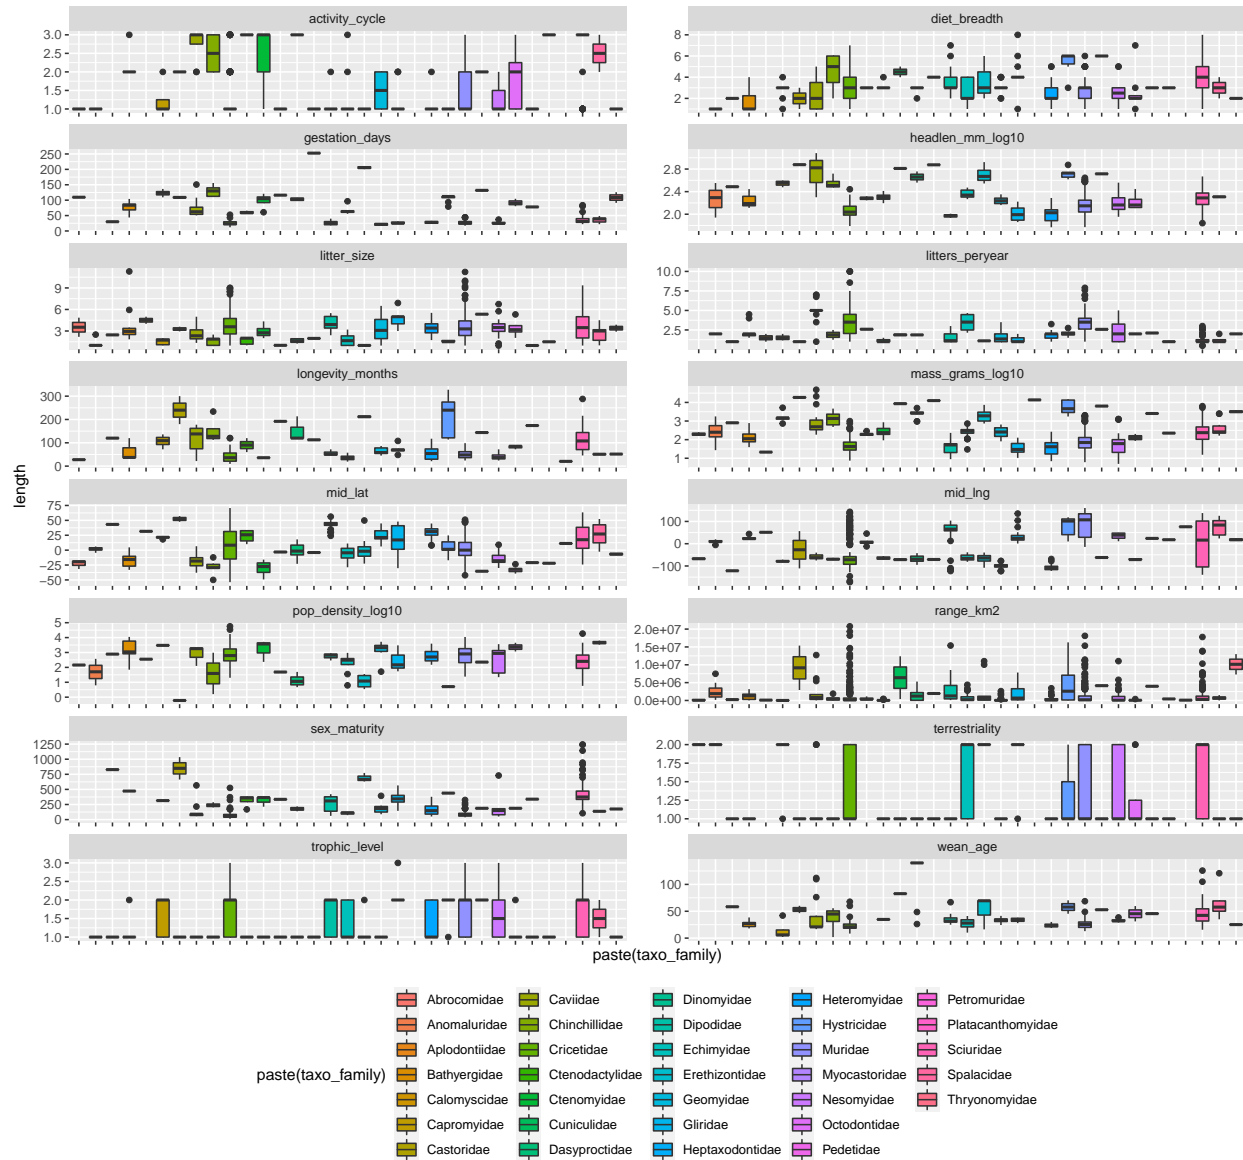 activity_cycle
3.0
2.5
2.0
1.5
1.0
diet_breadth
8
6
4
2
gestation_days
250
200
150
100
50
0
headlen_mm_log10
2.8
2.4
2.0
litter_size
9
6
3
litters_peryear
10.0
7.5
5.0
2.5
longevity_months
300
200
100
0
mass_grams_log10
4
3
2
1
length
mid_lat
75
50
25
0
−25
−50
mid_lng
100
0
−100
pop_density_log10
5
4
3
2
1
0
range_km2
2.0e+07
1.5e+07
1.0e+07
5.0e+06
0.0e+00
sex_maturity
1250
1000
750
500
250
0
terrestriality
2.00
1.75
1.50
1.25
1.00
trophic_level
3.0
2.5
2.0
1.5
1.0
wean_age
100
50
0
paste(taxo_family)
paste(taxo_family)
Abrocomidae
Anomaluridae
Aplodontiidae
Bathyergidae
Calomyscidae
Capromyidae
Castoridae
Caviidae
Chinchillidae
Cricetidae
Ctenodactylidae
Ctenomyidae
Cuniculidae
Dasyproctidae
Dinomyidae
Dipodidae
Echimyidae
Erethizontidae
Geomyidae
Gliridae
Heptaxodontidae
Heteromyidae
Hystricidae
Muridae
Myocastoridae
Nesomyidae
Octodontidae
Pedetidae
Petromuridae
Platacanthomyidae
Sciuridae
Spalacidae
Thryonomyidae